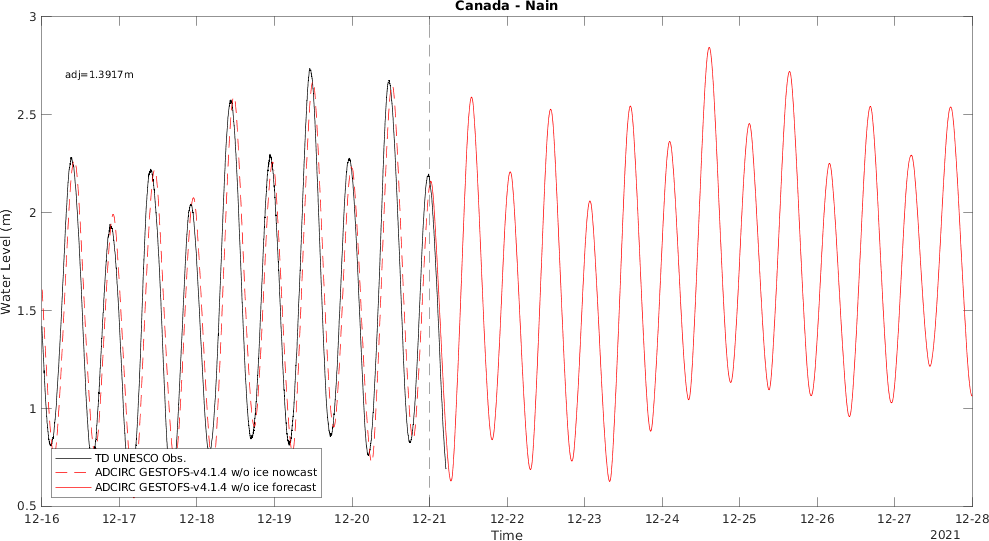 Canada - Nain
adj=1.3917m
3
2.5
2
1.5
1
0.5
Water Level (m)
TD UNESCO Obs.
ADCIRC GESTOFS-v4.1.4 w/o ice nowcast
ADCIRC GESTOFS-v4.1.4 w/o ice forecast
12-16 12-17 12-18 12-19 12-20 12-21 12-22 12-23 12-24 12-25 12-26 12-27 12-28
Time
2021